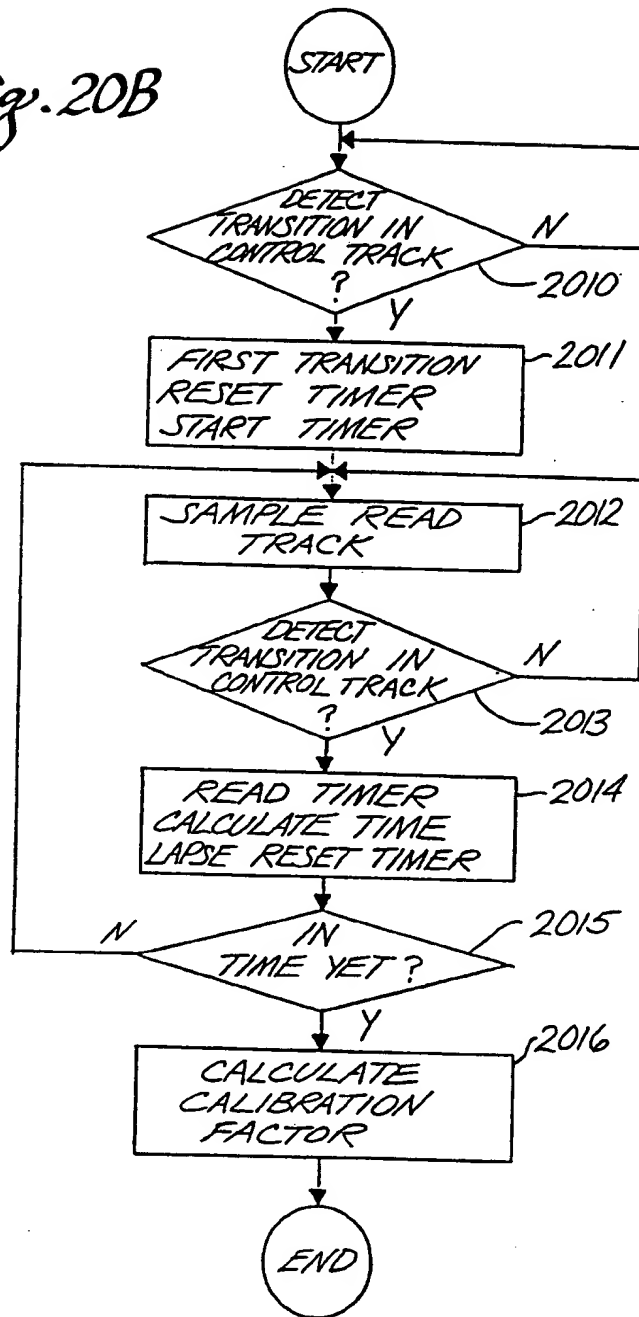 ig. 20B
START
DETECT
TRANSITION IN
CONTROL TRACK
?
N
2010
Y
FIRST TRANSITION
RESET TIMER
START TIMER
2011
SAMPLE READ
TRACK
2012
DETECT
TRANSITION IN
CONTROL TRACK
?
N
2013
Y
READ TIMER
CALCULATE TIME
LAPSE RESET TIMER
2014
N
IN
TIME YET ?
2015
Y
CALCULATE
CALIBRATION
FACTOR
2016
END